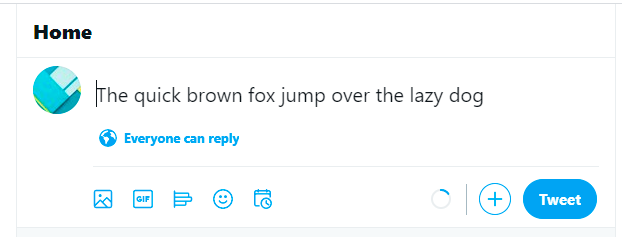 Home
The quick brown fox jump over the lazy dog
Everyone can reply
GIF
Tweet